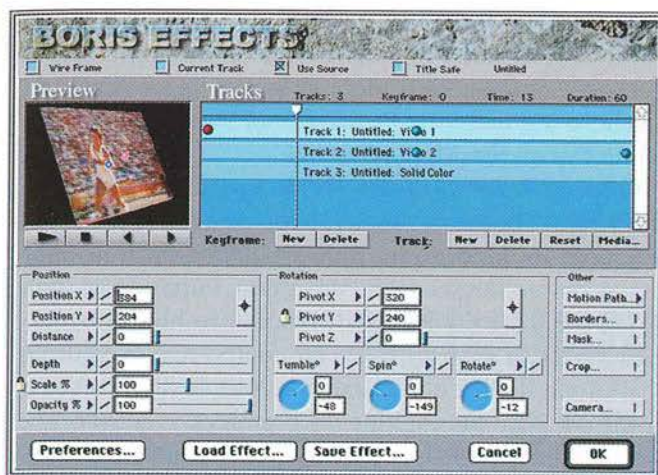 BORIS EFFECTS
Wire Frame Current Track Use Source Title Safe Untitled
Preview Tracks Tracks: 3 Keyframe: 0 Time: 13 Duration: 60
Track 1: Untitled: Video 1
Track 2: Untitled: Video 2
Track 3: Untitled: Solid Color
Keyframe: New Delete Track: New Delete Reset Media...
Position Rotation Other
Position X 384 Pivot X 320 Motion Path...
Position Y 204 Pivot Y 240 Borders...
Distance 0 Pivot Z 0 Mask...
Depth 0 Tumble° Spin° Rotate° Crop...
Scale % 100 0 0 0
Opacity % 100 -48 -149 -12 Camera...
Preferences... Load Effect... Save Effect... Cancel OK